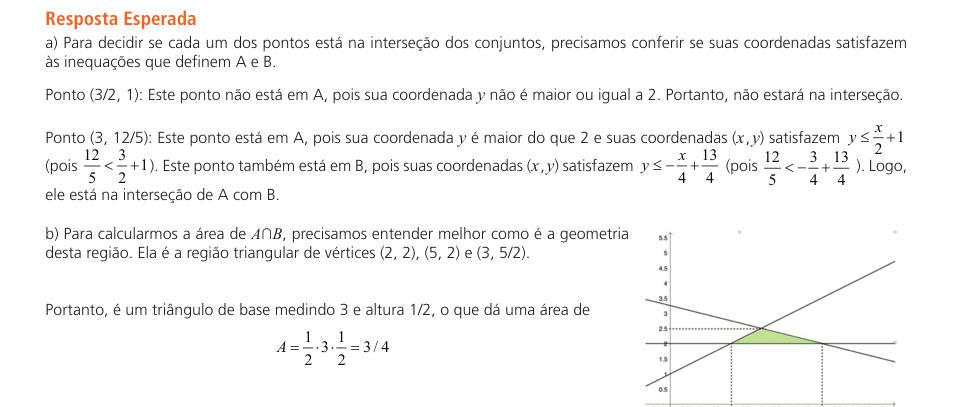 Resposta Esperada
a) Para decidir se cada um dos pontos está na interseção dos conjuntos, precisamos conferir se suas coordenadas satisfazem
às inequações que definem A e B.
Ponto (3/2, 1): Este ponto não está em A, pois sua coordenada y não é maior ou igual a 2. Portanto, não estará na interseção.
Ponto (3, 12/5): Este ponto está em A, pois sua coordenada y é maior do que 2 e suas coordenadas (x,y) satisfazem y ≤ x/2 + 1
(pois 12/5 < 3/2 + 1). Este ponto também está em B, pois suas coordenadas (x,y) satisfazem y ≤ −x/4 + 13/4 (pois 12/5 < −3/4 + 13/4 ). Logo,
ele está na interseção de A com B.
b) Para calcularmos a área de A∩B, precisamos entender melhor como é a geometria
desta região. Ela é a região triangular de vértices (2, 2), (5, 2) e (3, 5/2).
Portanto, é um triângulo de base medindo 3 e altura 1/2, o que dá uma área de
A = 1/2 · 3 · 1/2 = 3 / 4
5.5
5
4.5
4
3.5
3
2.5
2
1.5
1
0.5